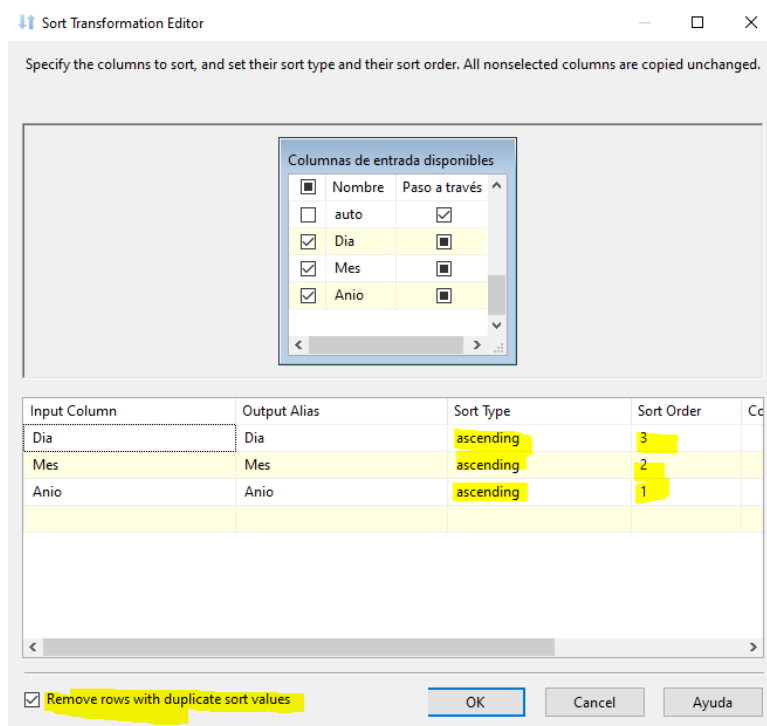 Sort Transformation Editor
Specify the columns to sort, and set their sort type and their sort order. All nonselected columns are copied unchanged.
Columnas de entrada disponibles
Nombre Paso a través
auto
Dia
Mes
Anio
Input Column Output Alias Sort Type Sort Order Co
Dia Dia ascending 3
Mes Mes ascending 2
Anio Anio ascending 1
Remove rows with duplicate sort values OK Cancel Ayuda